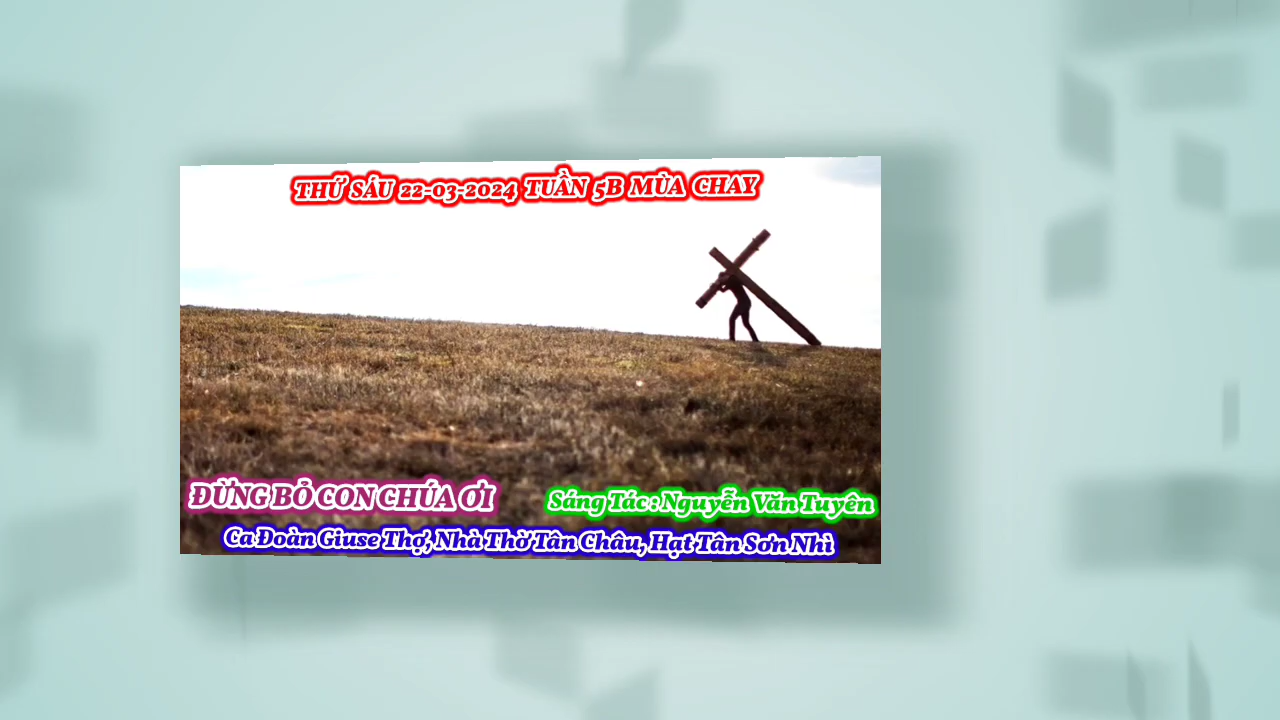 THỨ SÁU 22-03-2024 TUẦN 5B MÙA CHAY
ĐỪNG BỎ CON CHÚA ƠI
Sáng Tác : Nguyễn Văn Tuyên
Ca Đoàn Giuse Thợ, Nhà Thờ Tân Châu, Hạt Tân Sơn Nhì